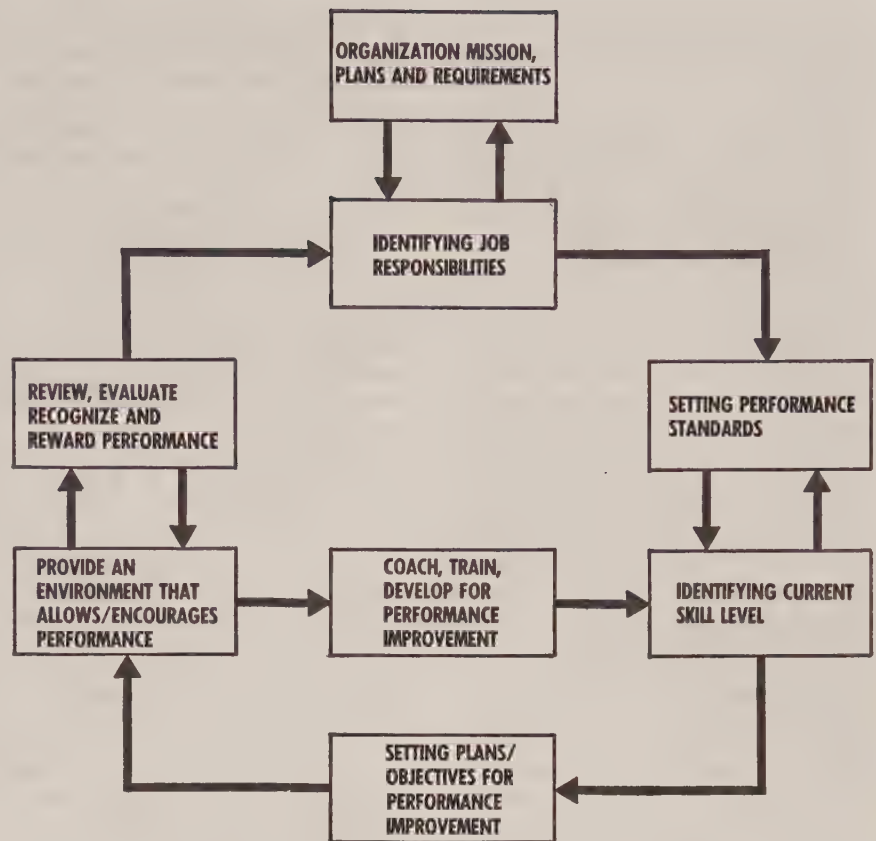 ORGANIZATION MISSION,
PLANS AND REQUIREMENTS
IDENTIFYING JOB
RESPONSIBILITIES
REVIEW, EVALUATE
RECOGNIZE AND
REWARD PERFORMANCE
SETTING PERFORMANCE
STANDARDS
PROVIDE AN
ENVIRONMENT THAT
ALLOWS/ENCOURAGES
PERFORMANCE
COACH, TRAIN,
DEVELOP FOR
PERFORMANCE
IMPROVEMENT
IDENTIFYING CURRENT
SKILL LEVEL
SETTING PLANS/
OBJECTIVES FOR
PERFORMANCE
IMPROVEMENT